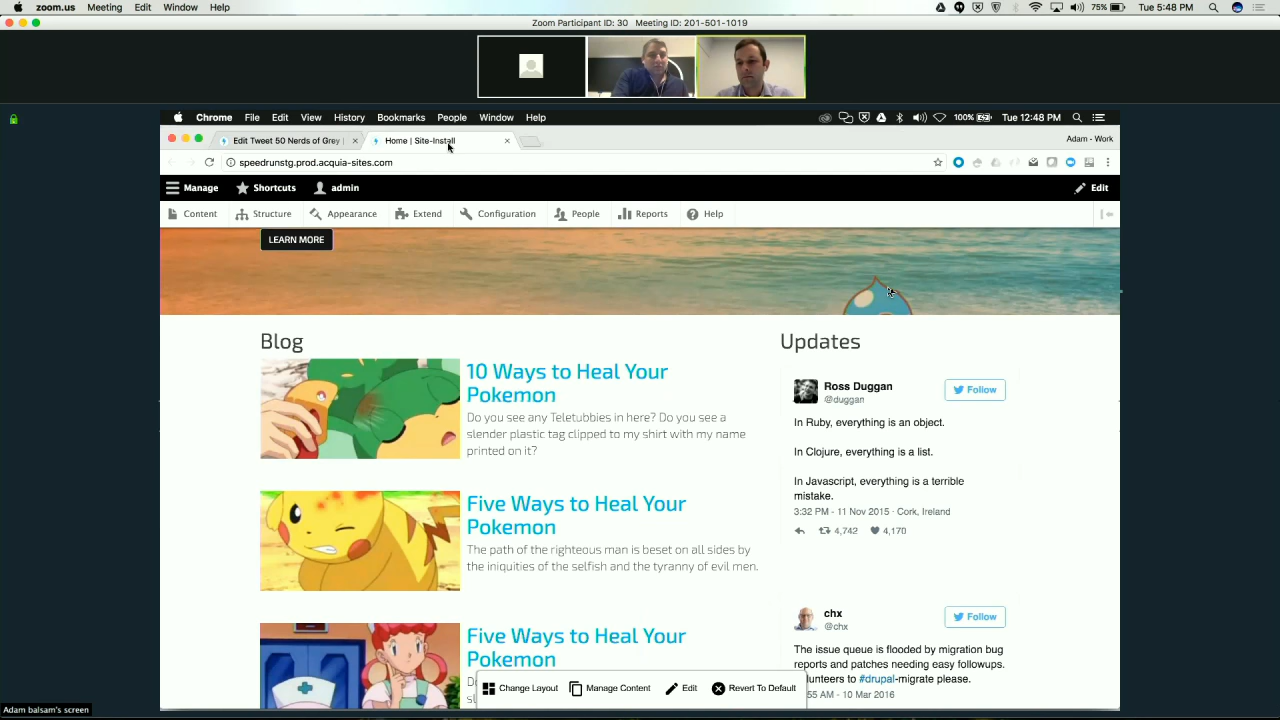 zoom.us Meeting Edit Window Help
75% Tue 5:48 PM
Zoom Participant ID: 30 Meeting ID: 201-501-1019
Chrome File Edit View History Bookmarks People Window Help
100% Tue 12:48 PM
Edit Tweet 50 Nerds of Grey
Home | Site-Install
Adam - Work
speedrunstg.prod.acquia-sites.com
Manage Shortcuts admin
Edit
Content Structure Appearance Extend Configuration People Reports Help
LEARN MORE
Blog
10 Ways to Heal Your
Pokemon
Do you see any Teletubbies in here? Do you see a
slender plastic tag clipped to my shirt with my name
printed on it?
Five Ways to Heal Your
Pokemon
The path of the righteous man is beset on all sides by
the iniquities of the selfish and the tyranny of evil men.
Five Ways to Heal Your
Pokemon
Updates
Ross Duggan
@duggan
Follow
In Ruby, everything is an object.
In Clojure, everything is a list.
In Javascript, everything is a terrible
mistake.
3:32 PM - 11 Nov 2015 · Cork, Ireland
4,742 4,170
chx
@chx
Follow
The issue queue is flooded by migration bug
reports and patches needing easy followups.
lunteers to #drupal-migrate please.
55 AM - 10 Mar 2016
Change Layout Manage Content Edit Revert To Default
Adam balsam's screen